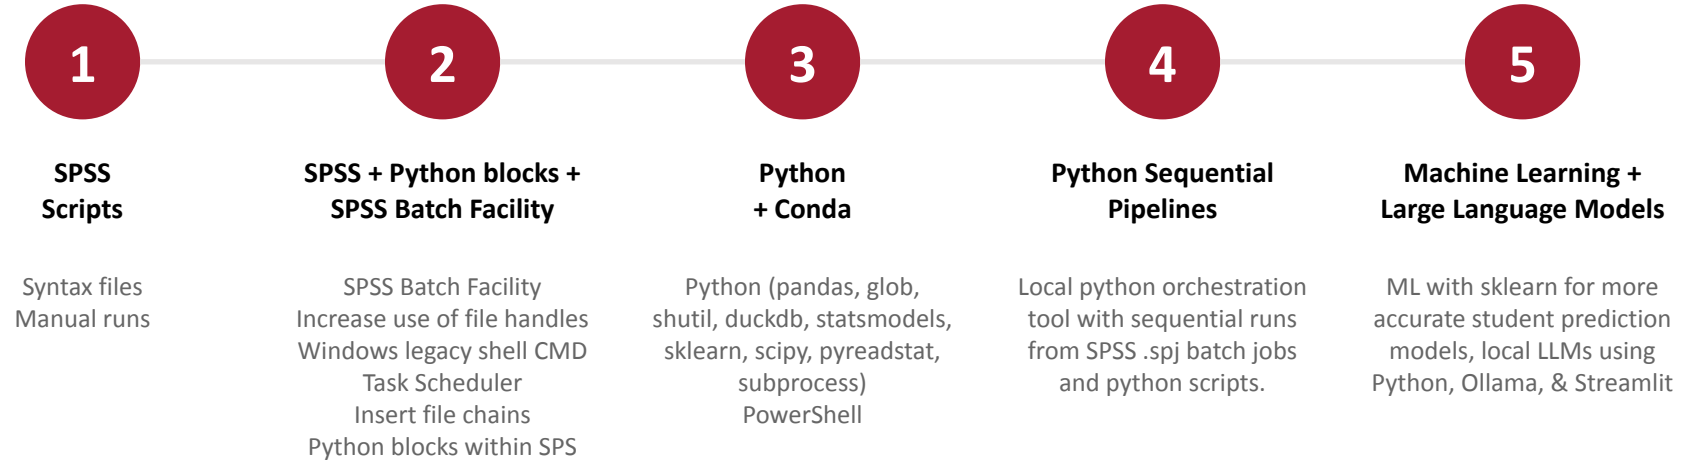 1
SPSS
Scripts
Syntax files
Manual runs
2
SPSS + Python blocks +
SPSS Batch Facility
SPSS Batch Facility
Increase use of file handles
Windows legacy shell CMD
Task Scheduler
Insert file chains
Python blocks within SPS
3
Python
+ Conda
Python (pandas, glob,
shutil, duckdb, statsmodels,
sklearn, scipy, pyreadstat,
subprocess)
PowerShell
4
Python Sequential
Pipelines
Local python orchestration
tool with sequential runs
from SPSS .spj batch jobs
and python scripts.
5
Machine Learning +
Large Language Models
ML with sklearn for more
accurate student prediction
models, local LLMs using
Python, Ollama, & Streamlit